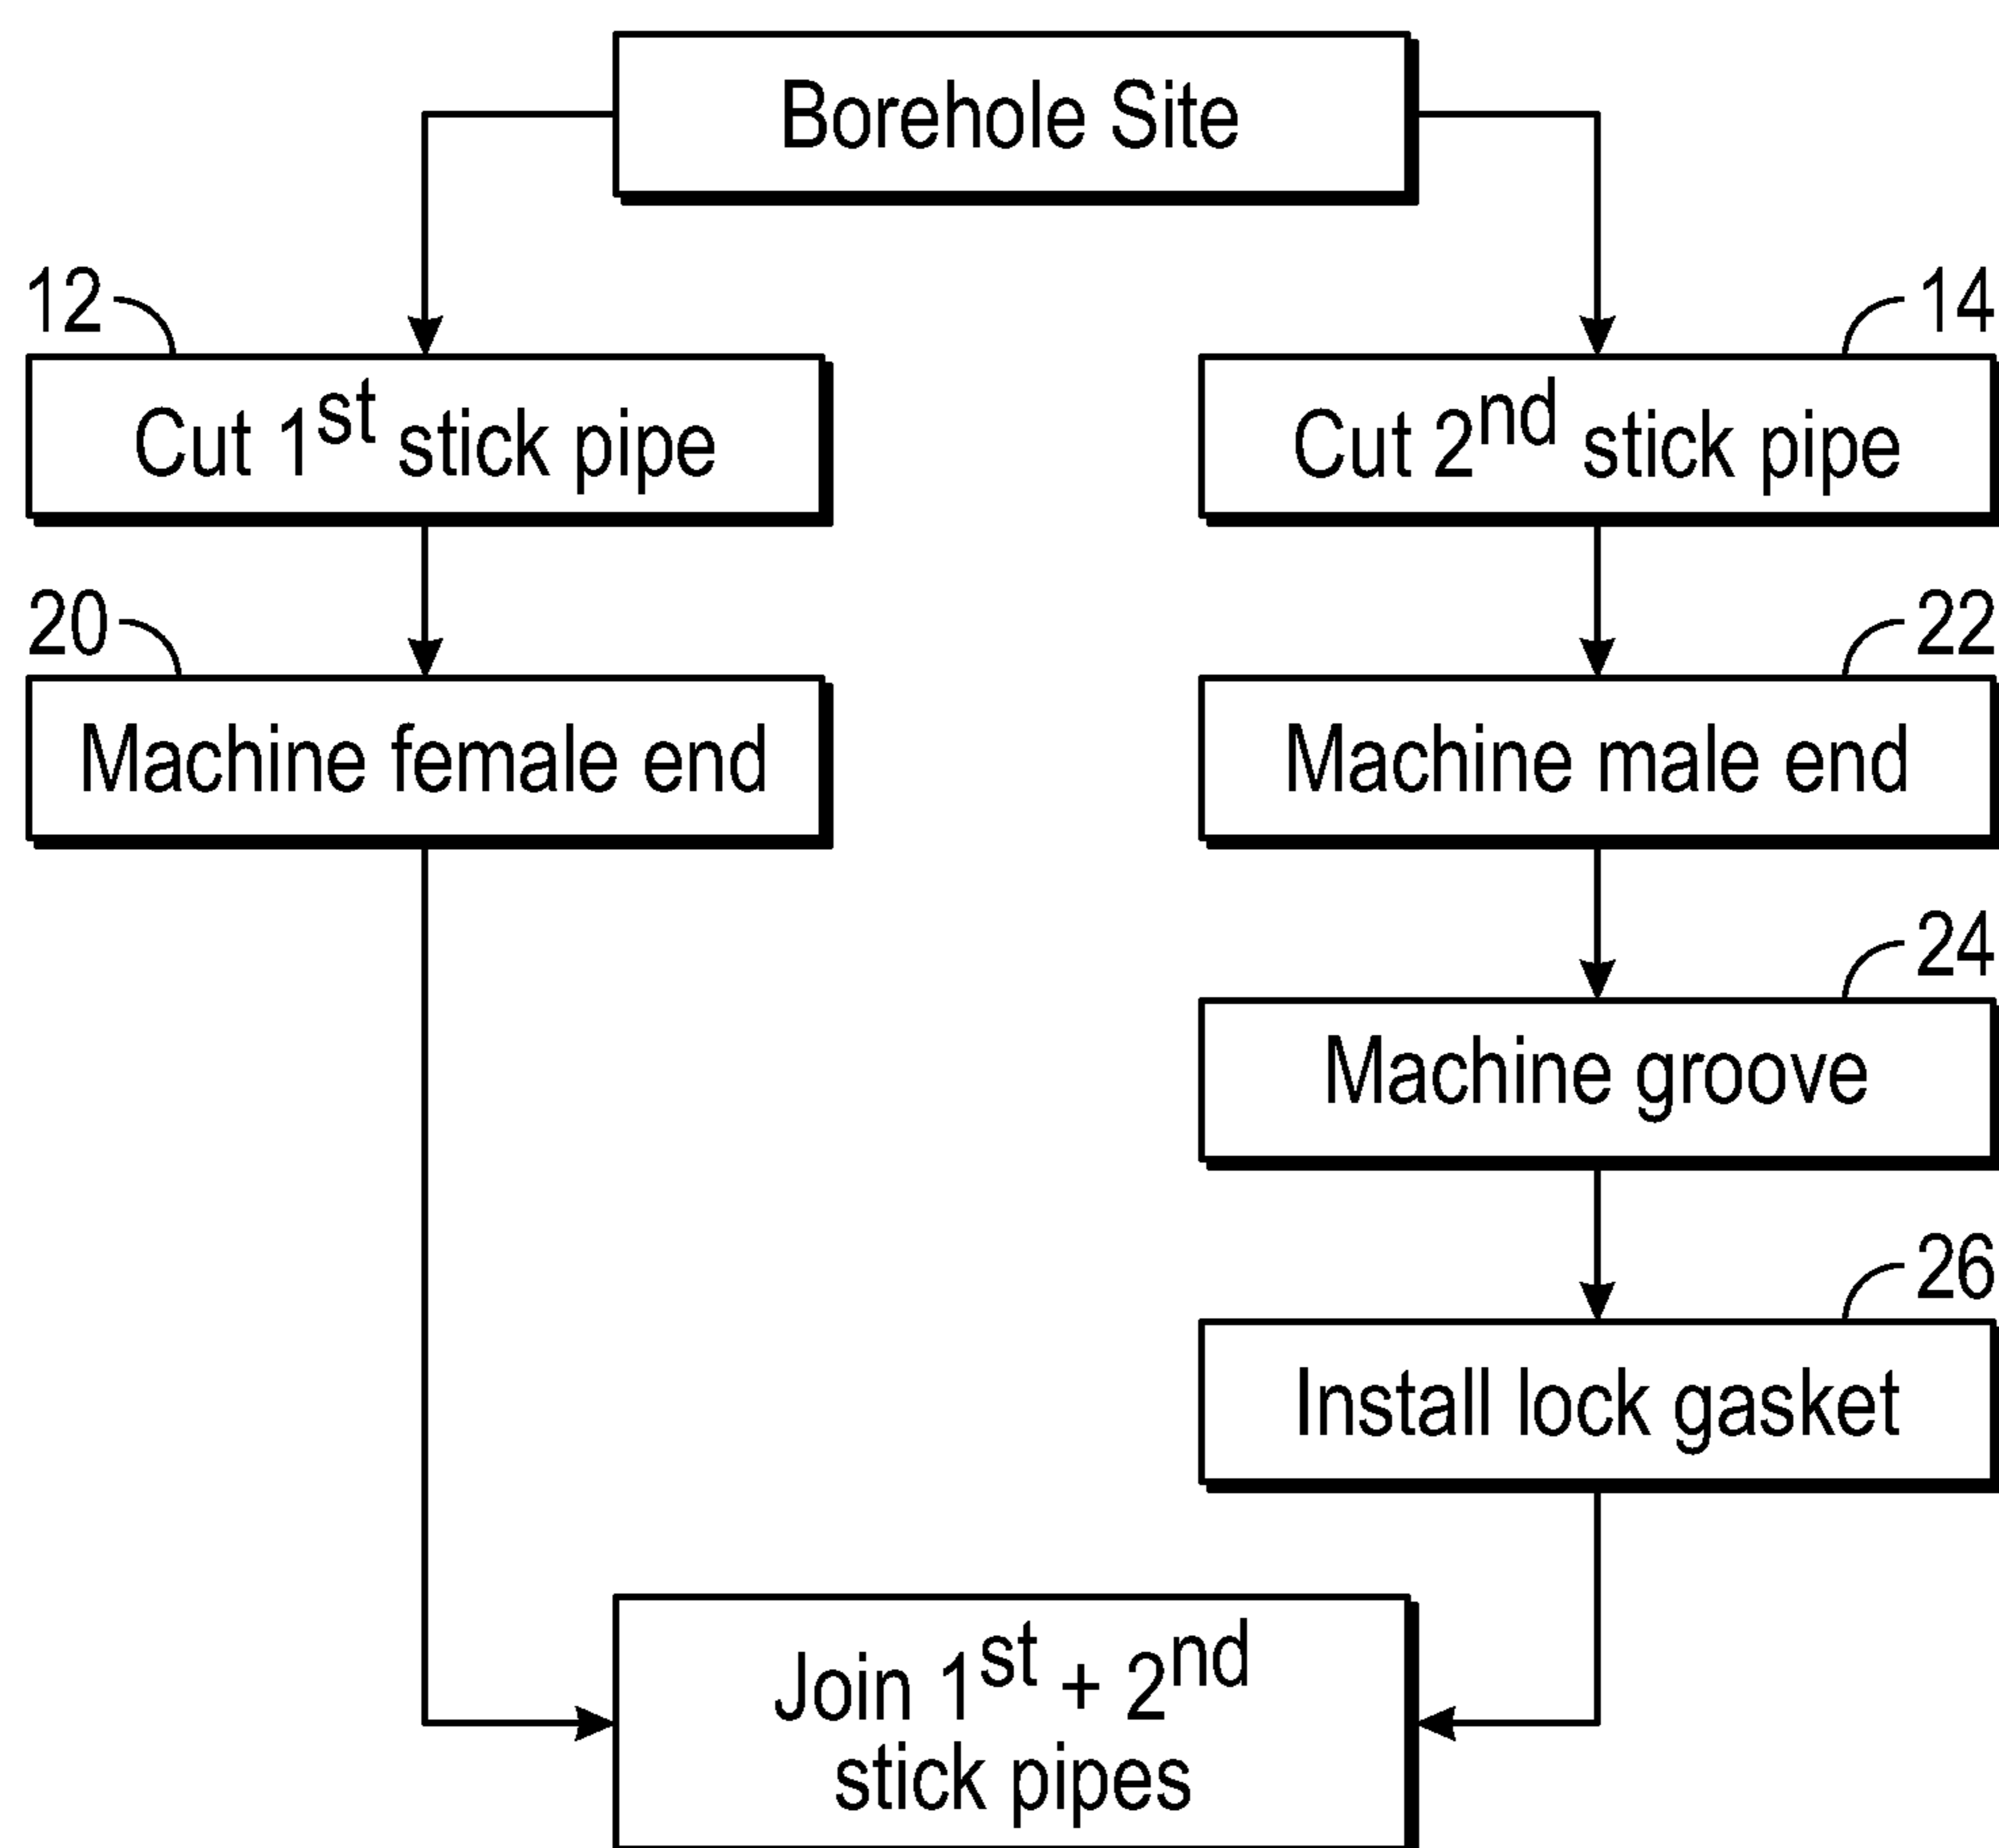 Borehole Site
12
14
Cut 1st stick pipe
Cut 2nd stick pipe
20
22
Machine female end
Machine male end
24
Machine groove
26
Install lock gasket
Join 1st + 2nd
stick pipes